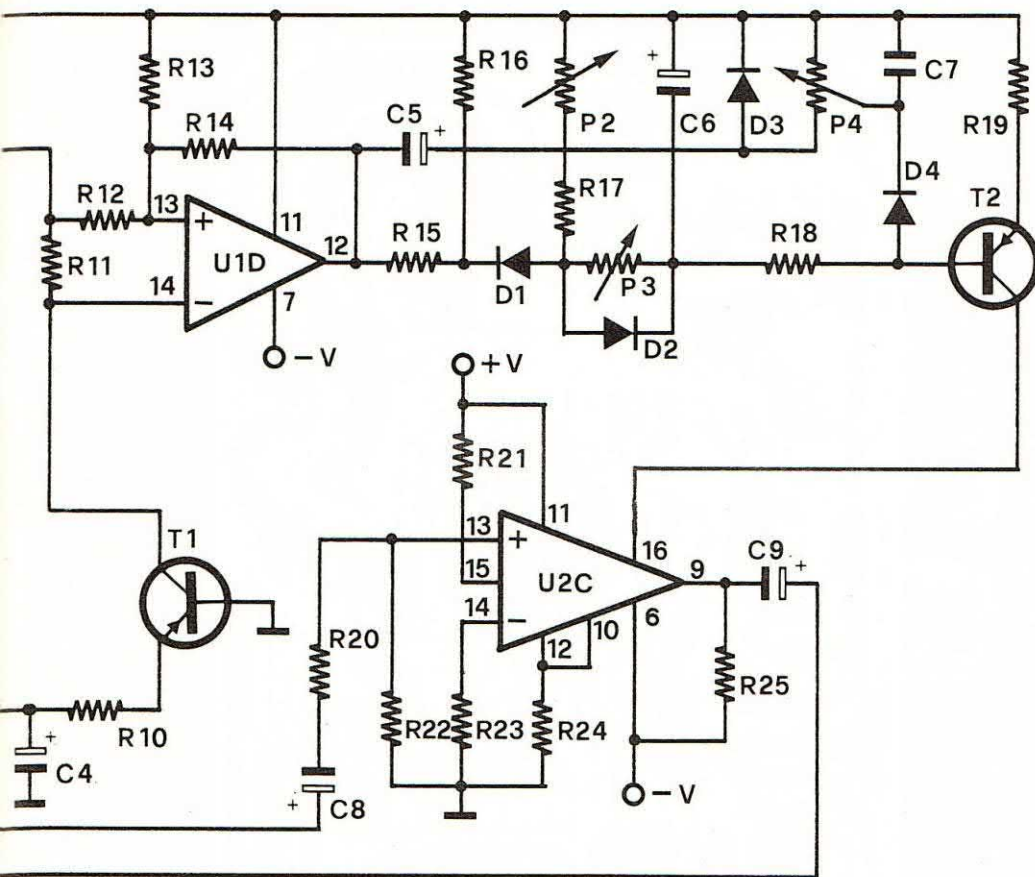 R13
R16
P2
+
C6
D3
P4
C7
R19
R14
C5
+
D4
T2
R12
13
+
11
R17
R11
U1D
12
R15
R18
14
−
7
D1
P3
D2
− V
+ V
R21
11
T1
13
+
16
C9
+
15
U2C
9
14
−
10
6
12
R20
R25
R10
R22
R23
R24
+
C4
+
C8
− V